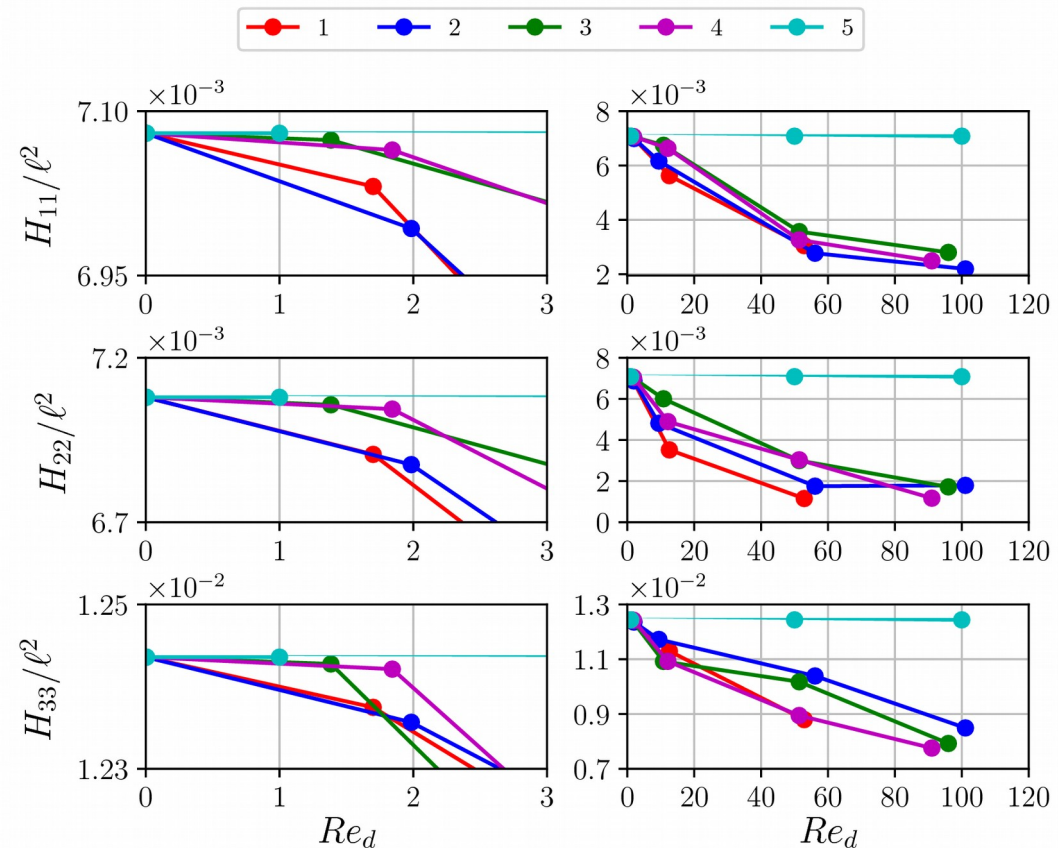 1 2 3 4 5
×10⁻³ ×10⁻³
7.10 8
6
4
6.95 2
H₁₁/ℓ²
0 1 2 3 0 20 40 60 80 100 120
×10⁻³ ×10⁻³
7.2 8
6
4
2
6.7 0
H₂₂/ℓ²
0 1 2 3 0 20 40 60 80 100 120
×10⁻² ×10⁻²
1.25 1.3
1.1
0.9
1.23 0.7
H₃₃/ℓ²
0 1 2 3 0 20 40 60 80 100 120
Re_d Re_d